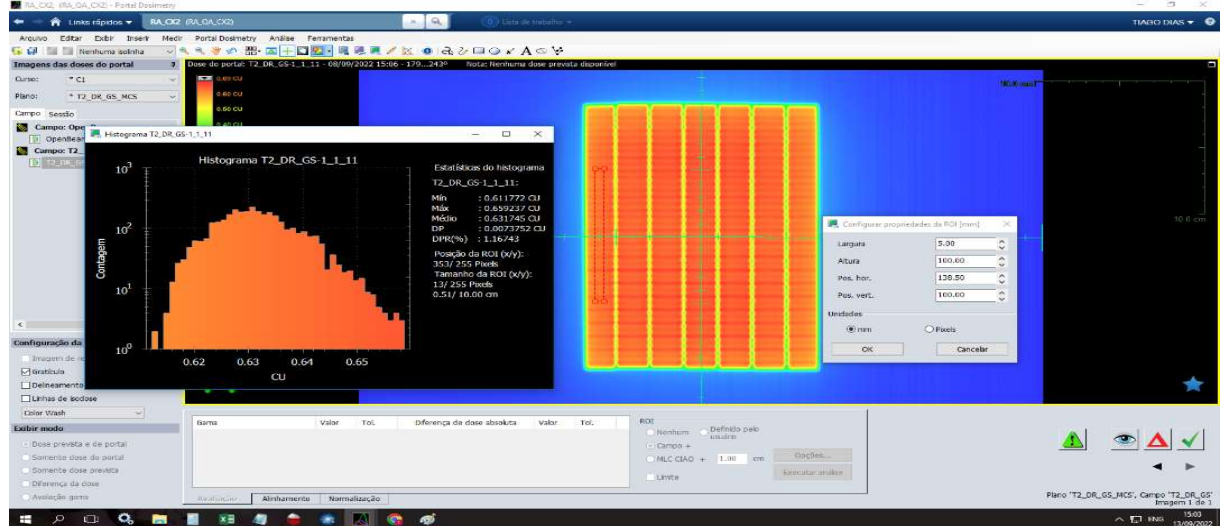 RA_CX2, (RA_QA_CX2) - Portal Dosimetry
Links rápidos
RA_CX2 (RA_QA_CX2)
Lista de trabalho
TIAGO DIAS
Arquivo Editar Exibir Inserir Medir Portal Dosimetry Análise Ferramentas
Nenhuma isolinha
Imagens das doses do portal
Dose do portal: T2_DR_GS-1_1_11 - 08/09/2022 15:06 - 179...243º Nota: Nenhuma dose prevista disponível
Curso: * C1
Plano: * T2_DR_GS_MCS
Campo Sessão
0.60 CU
Campo: Ope
OpenBea
Campo: T2_
Histograma T2_DR_GS-1_1_11
Histograma T2_DR_GS-1_1_11
Contagem
10³
10²
10¹
10⁰
0.62 0.63 0.64 0.65
CU
Estatísticas do histograma
T2_DR_GS-1_1_11:
Mín : 0.611772 CU
Máx : 0.659237 CU
Médio : 0.631745 CU
DP : 0.0073752 CU
DPR(%) : 1.16743
Posição da ROI (x/y):
353/ 255 Pixels
Tamanho da ROI (x/y):
13/ 255 Pixels
0.51/ 10.00 cm
10.0 cm
Configurar propriedades da ROI [mm]
Largura 5.00
Altura 100.00
Pos. hor. 138.50
Pos. vert. 100.00
Unidades
mm Pixels
OK Cancelar
Configuração da
Imagem de re
Gratícula
Delineamento
Linhas de isodose
Color Wash
Exibir modo
Dose prevista e de portal
Somente dose do portal
Somente dose prevista
Diferença da dose
Avaliação gama
Gama Valor Tol. Diferença de dose absoluta Valor Tol.
Avaliação Alinhamento Normalização
ROI
Nenhum Definido pelo usuário
Campo +
MLC CIAO + 1.00 cm
Limite
Opções...
Executar análise
Plano 'T2_DR_GS_MCS', Campo 'T2_DR_GS'
Imagem 1 de 1
ENG
15:03
13/09/2022